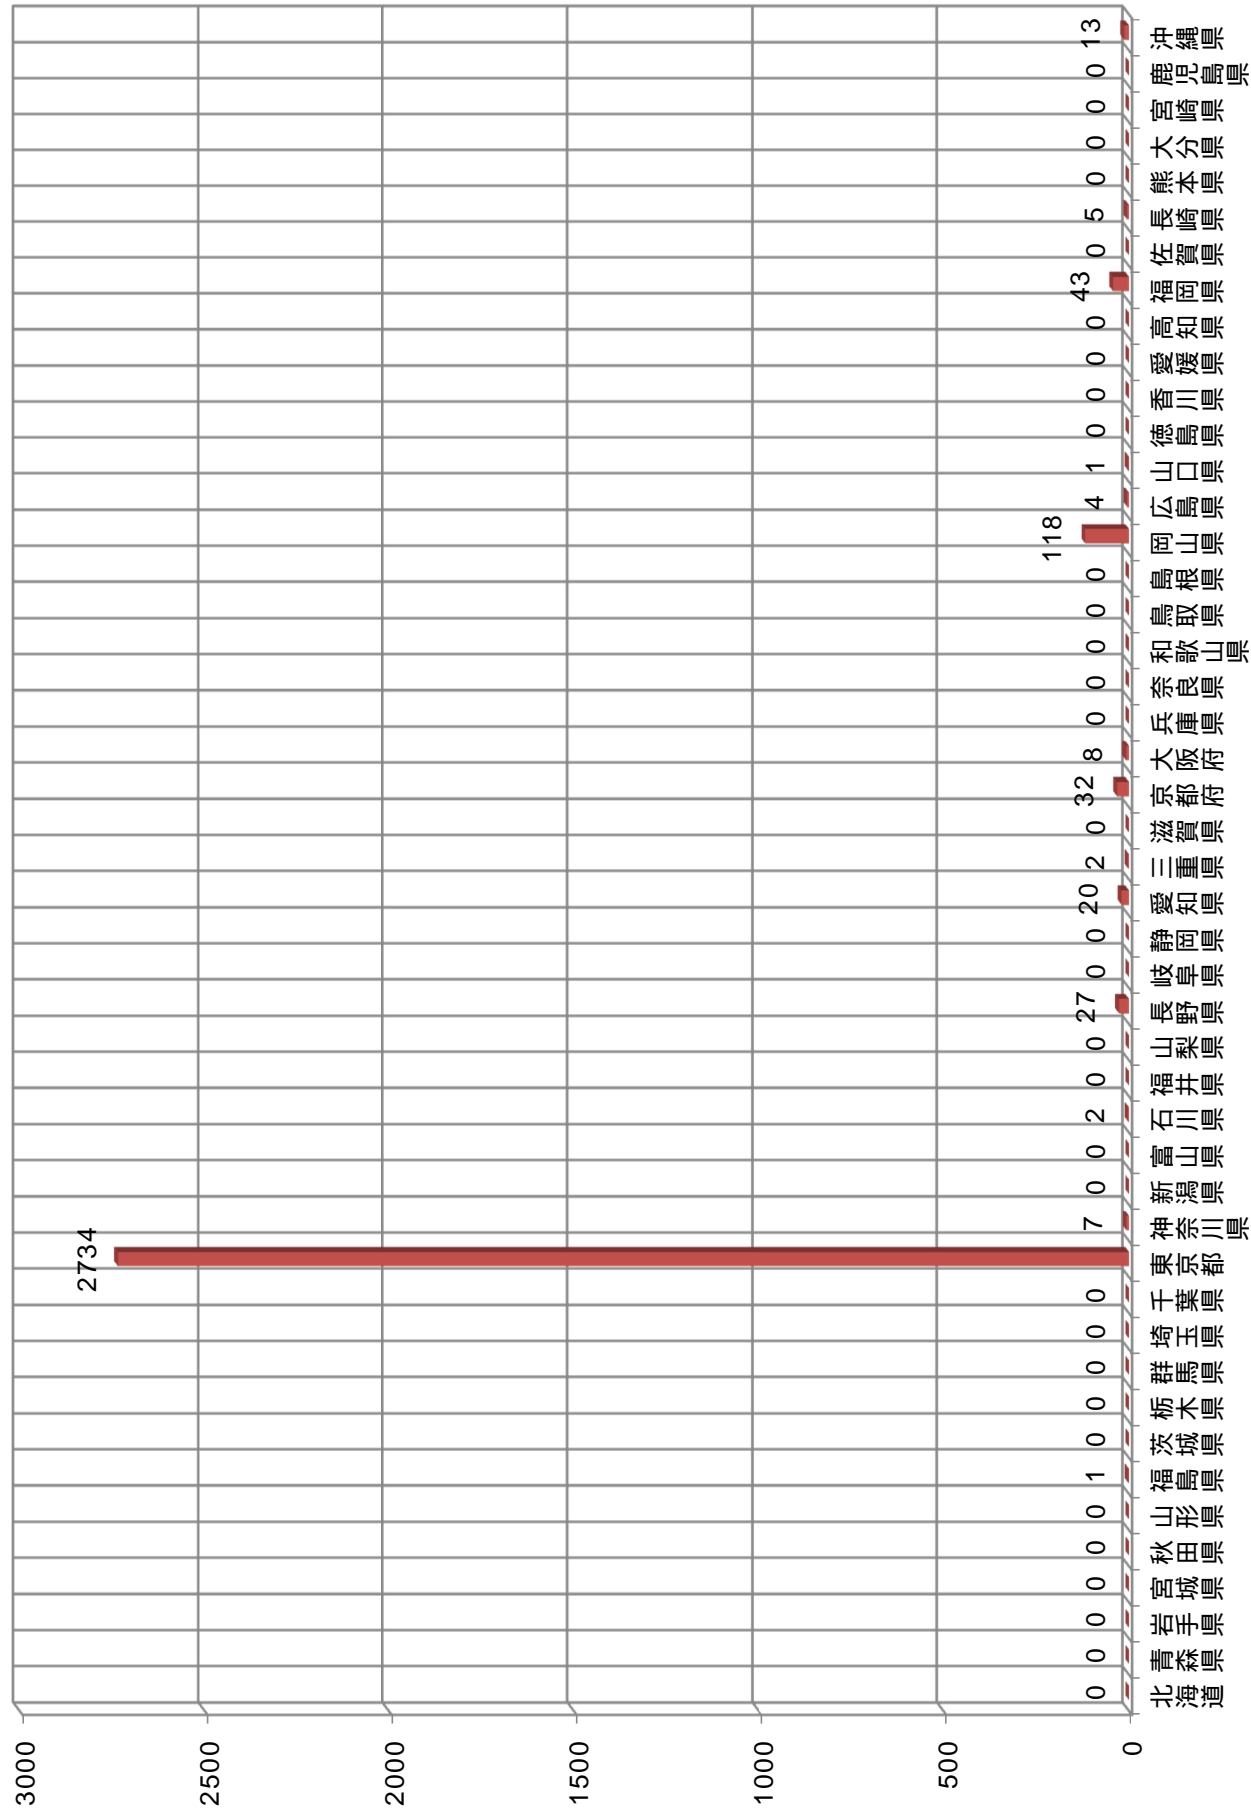 3000
2500
2000
1500
1000
500
0
0
0
0
0
0
0
1
0
0
0
0
0
2734
7
0
0
2
0
0
27
0
0
20
2
0
32
8
0
0
0
0
0
118
4
1
0
0
0
0
43
0
5
0
0
0
0
13
北海道
青森県
岩手県
宮城県
秋田県
山形県
福島県
茨城県
栃木県
群馬県
埼玉県
千葉県
東京都
神奈川県
新潟県
富山県
石川県
福井県
山梨県
長野県
岐阜県
静岡県
愛知県
三重県
滋賀県
京都府
大阪府
兵庫県
奈良県
和歌山県
鳥取県
島根県
岡山県
広島県
山口県
徳島県
香川県
愛媛県
高知県
福岡県
佐賀県
長崎県
熊本県
大分県
宮崎県
鹿児島県
沖縄県